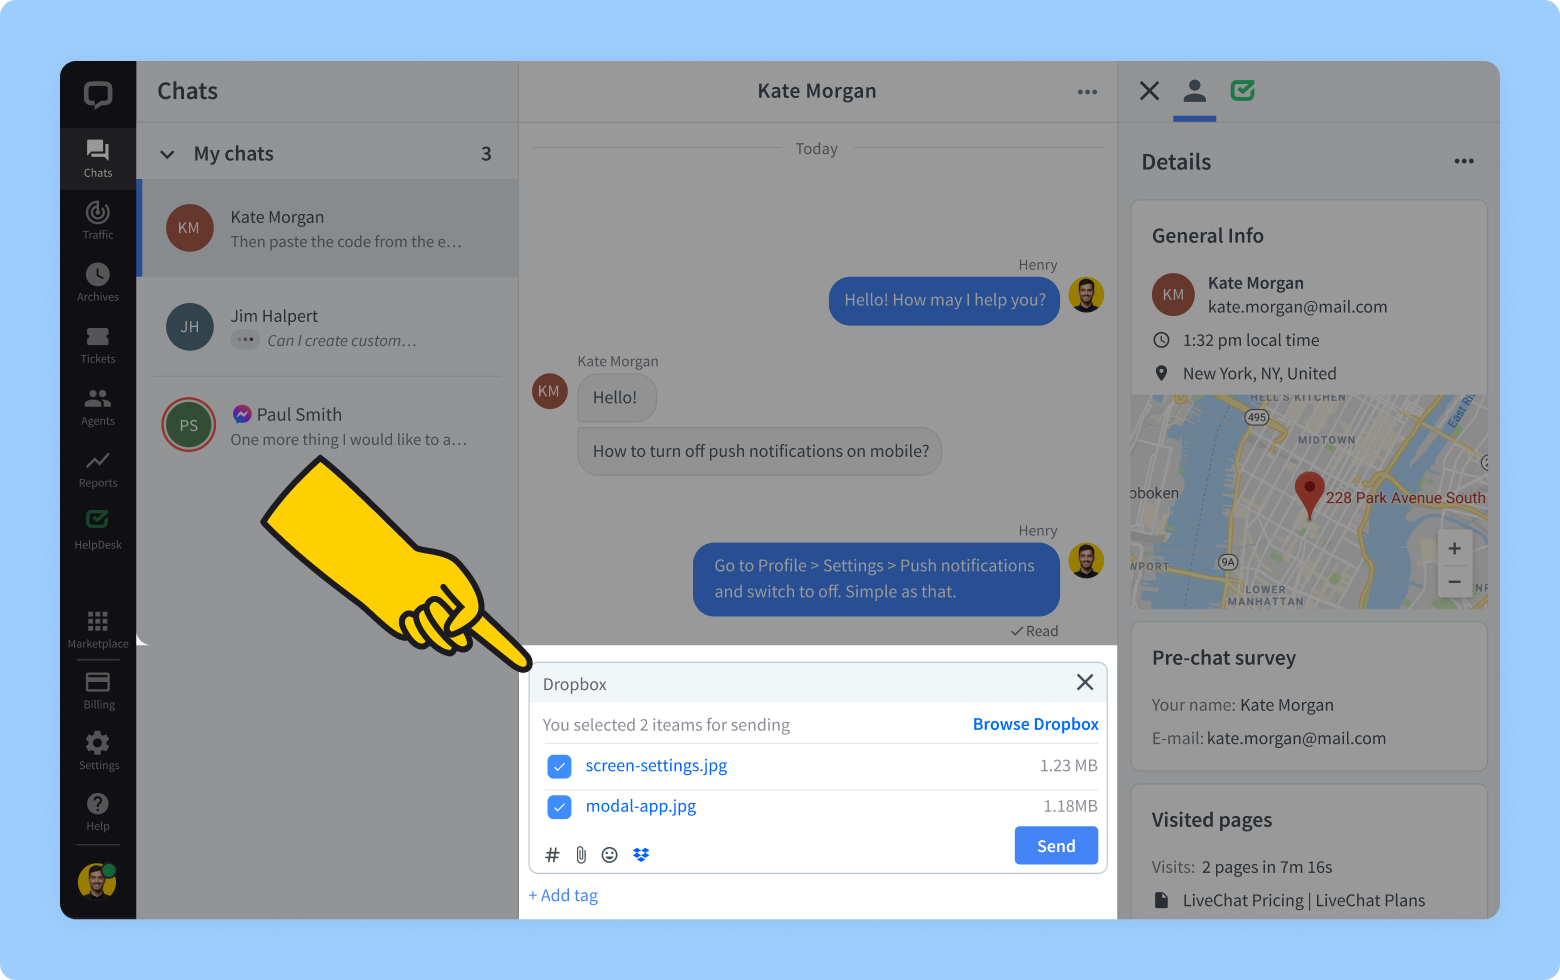 Chats
Traffic
Archives
Tickets
Agents
Reports
HelpDesk
Marketplace
Billing
Settings
Help
Chats
My chats
3
KM
Kate Morgan
Then paste the code from the e...
JH
Jim Halpert
Can I create custom...
PS
Paul Smith
One more thing I would like to a...
Kate Morgan
Today
Henry
Hello! How may I help you?
Kate Morgan
KM
Hello!
How to turn off push notifications on mobile?
Henry
Go to Profile > Settings > Push notifications
and switch to off. Simple as that.
Read
Dropbox
You selected 2 iteams for sending
Browse Dropbox
screen-settings.jpg
1.23 MB
modal-app.jpg
1.18MB
Send
+ Add tag
Details
General Info
KM
Kate Morgan
kate.morgan@mail.com
1:32 pm local time
New York, NY, United
HELL'S KITCHEN
495
East Ri
MIDTOWN
oboken
228 Park Avenue South
WPORT
9A
LOWER
MANHATTAN
+
−
Pre-chat survey
Your name: Kate Morgan
E-mail: kate.morgan@mail.com
Visited pages
Visits: 2 pages in 7m 16s
LiveChat Pricing | LiveChat Plans